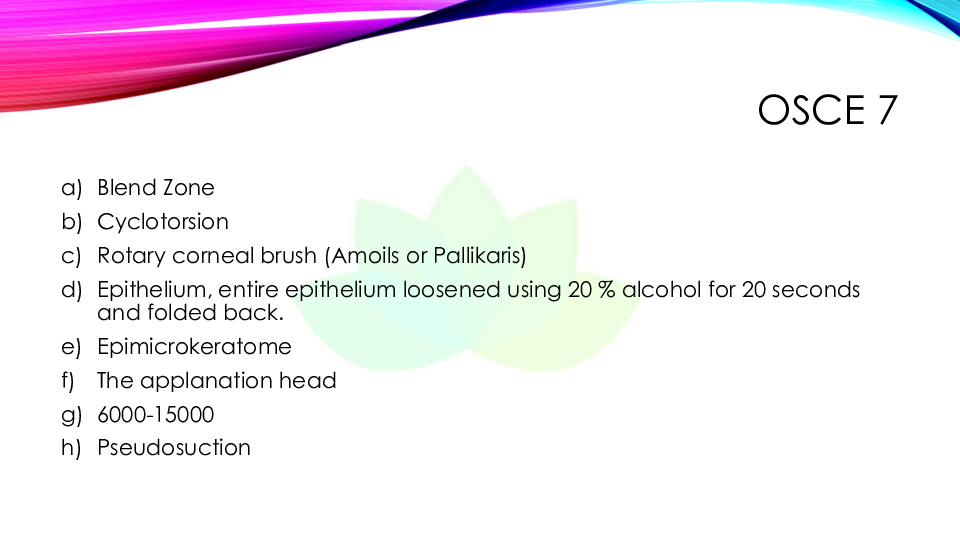 OSCE 7
a) Blend Zone
b) Cyclotorsion
c) Rotary corneal brush (Amoils or Pallikaris)
d) Epithelium, entire epithelium loosened using 20 % alcohol for 20 seconds
and folded back.
e) Epimicrokeratome
f) The applanation head
g) 6000-15000
h) Pseudosuction